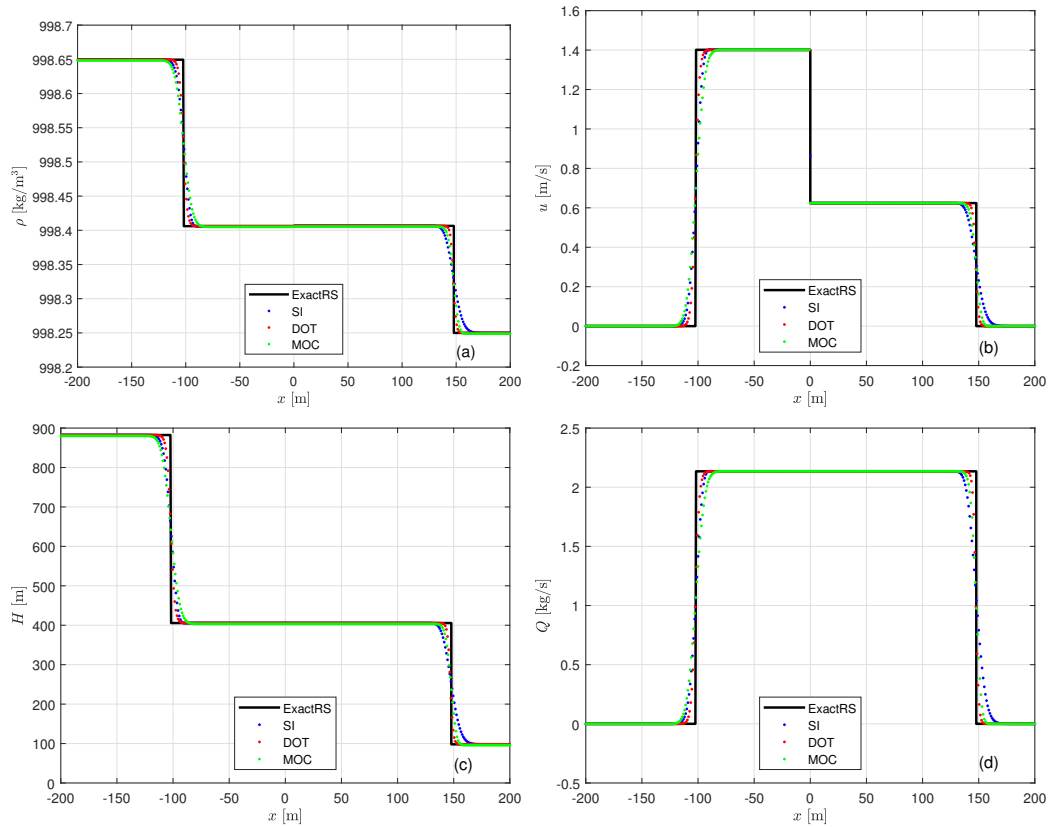 998.7
998.65
998.6
998.55
998.5
998.45
998.4
998.35
998.3
998.25
998.2
ρ [kg/m³]
ExactRS
SI
DOT
MOC
(a)
-200 -150 -100 -50 0 50 100 150 200
x [m]
1.6
1.4
1.2
1
0.8
0.6
0.4
0.2
0
-0.2
u [m/s]
ExactRS
SI
DOT
MOC
(b)
-200 -150 -100 -50 0 50 100 150 200
x [m]
900
800
700
600
500
400
300
200
100
0
H [m]
ExactRS
SI
DOT
MOC
(c)
-200 -150 -100 -50 0 50 100 150 200
x [m]
2.5
2
1.5
1
0.5
0
-0.5
Q [kg/s]
ExactRS
SI
DOT
MOC
(d)
-200 -150 -100 -50 0 50 100 150 200
x [m]